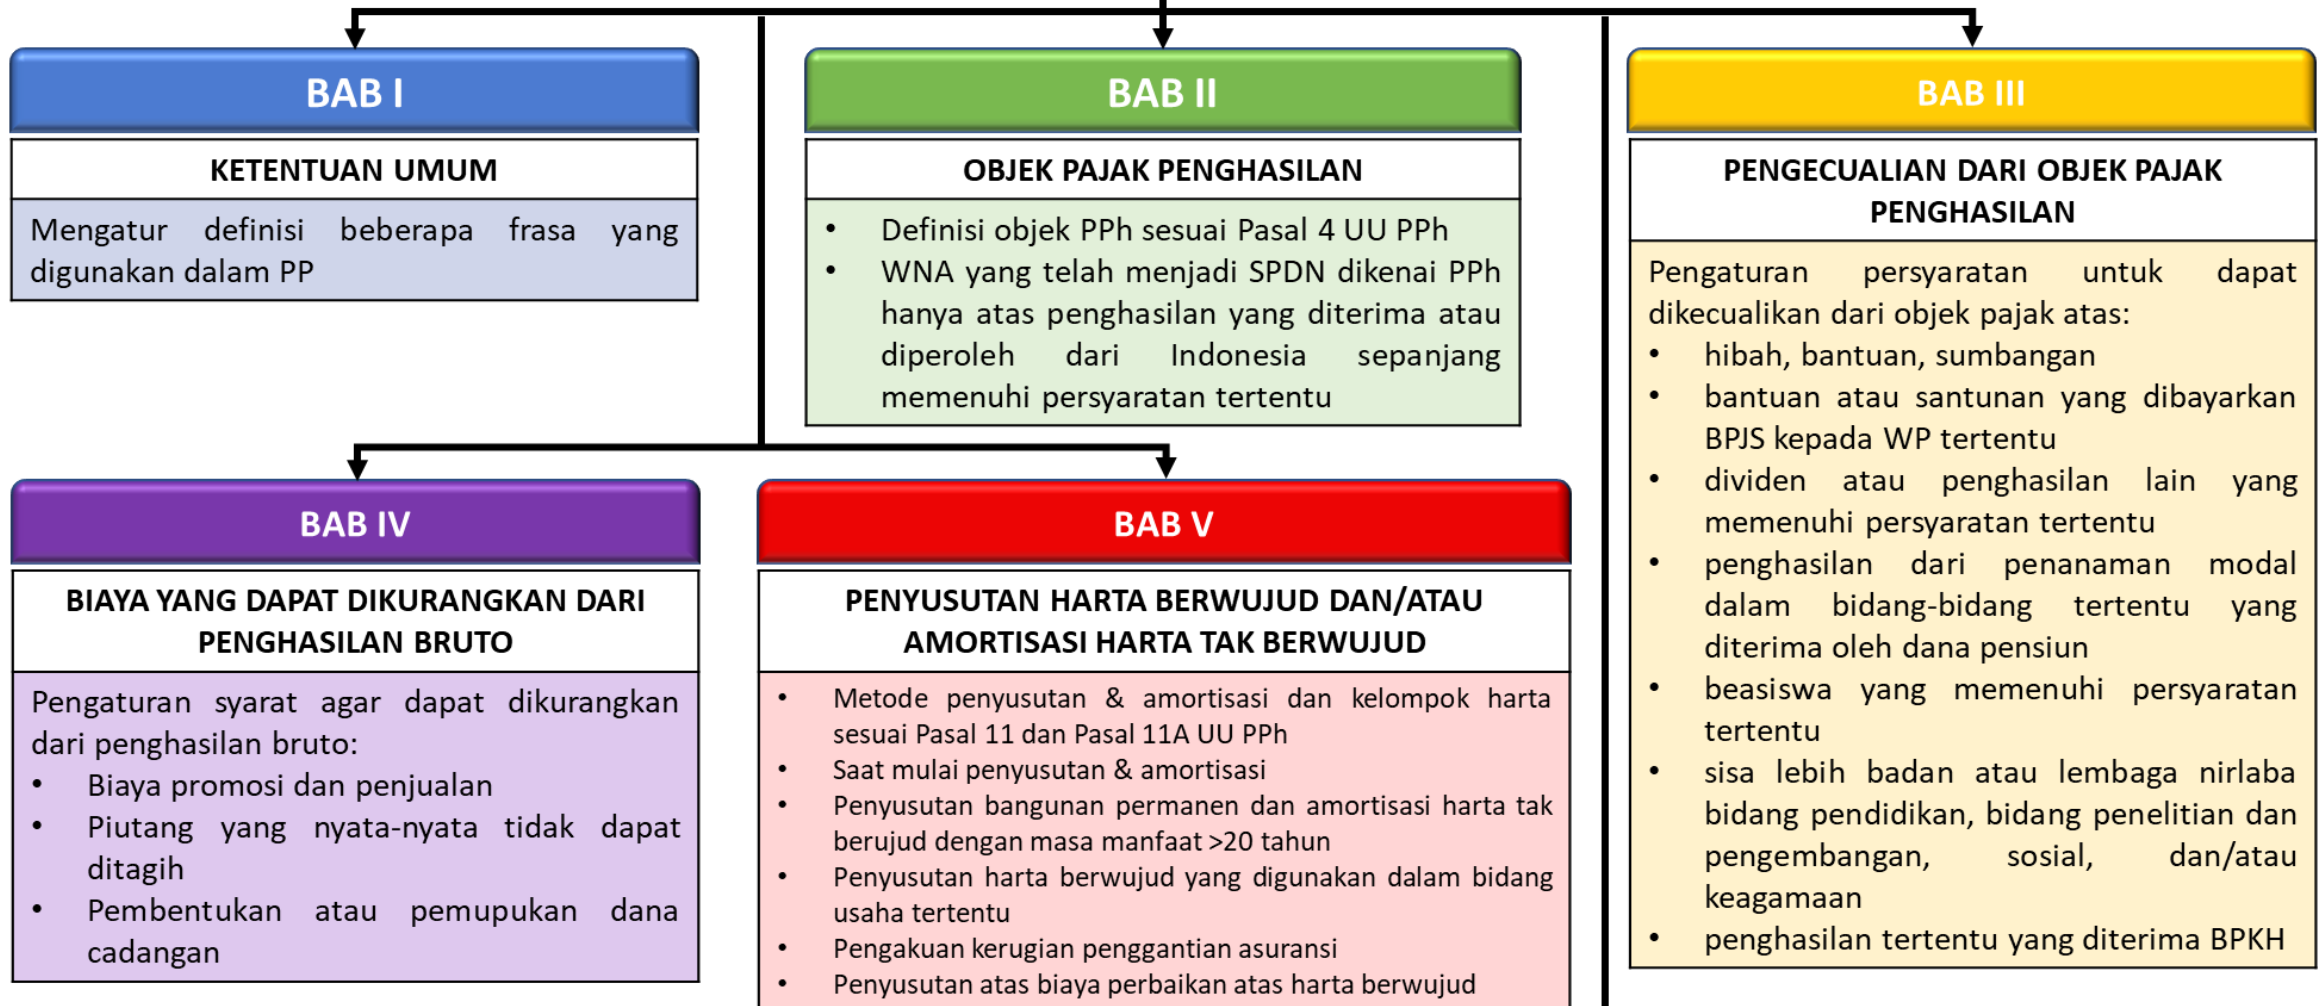 BAB I
KETENTUAN UMUM
Mengatur definisi beberapa frasa yang
digunakan dalam PP
BAB II
OBJEK PAJAK PENGHASILAN
• Definisi objek PPh sesuai Pasal 4 UU PPh
• WNA yang telah menjadi SPDN dikenai PPh
hanya atas penghasilan yang diterima atau
diperoleh dari Indonesia sepanjang
memenuhi persyaratan tertentu
BAB III
PENGECUALIAN DARI OBJEK PAJAK
PENGHASILAN
Pengaturan persyaratan untuk dapat
dikecualikan dari objek pajak atas:
• hibah, bantuan, sumbangan
• bantuan atau santunan yang dibayarkan
BPJS kepada WP tertentu
• dividen atau penghasilan lain yang
memenuhi persyaratan tertentu
• penghasilan dari penanaman modal
dalam bidang-bidang tertentu yang
diterima oleh dana pensiun
• beasiswa yang memenuhi persyaratan
tertentu
• sisa lebih badan atau lembaga nirlaba
bidang pendidikan, bidang penelitian dan
pengembangan, sosial, dan/atau
keagamaan
• penghasilan tertentu yang diterima BPKH
BAB IV
BIAYA YANG DAPAT DIKURANGKAN DARI
PENGHASILAN BRUTO
Pengaturan syarat agar dapat dikurangkan
dari penghasilan bruto:
• Biaya promosi dan penjualan
• Piutang yang nyata-nyata tidak dapat
ditagih
• Pembentukan atau pemupukan dana
cadangan
BAB V
PENYUSUTAN HARTA BERWUJUD DAN/ATAU
AMORTISASI HARTA TAK BERWUJUD
• Metode penyusutan & amortisasi dan kelompok harta
sesuai Pasal 11 dan Pasal 11A UU PPh
• Saat mulai penyusutan & amortisasi
• Penyusutan bangunan permanen dan amortisasi harta tak
berujud dengan masa manfaat >20 tahun
• Penyusutan harta berwujud yang digunakan dalam bidang
usaha tertentu
• Pengakuan kerugian penggantian asuransi
• Penyusutan atas biaya perbaikan atas harta berwujud